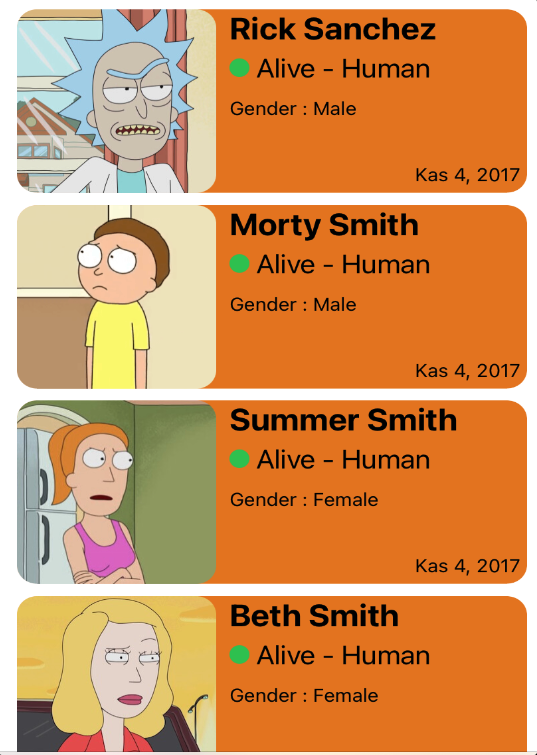 Rick Sanchez
Alive - Human
Gender : Male
Kas 4, 2017
Morty Smith
Alive - Human
Gender : Male
Kas 4, 2017
Summer Smith
Alive - Human
Gender : Female
Kas 4, 2017
Beth Smith
Alive - Human
Gender : Female